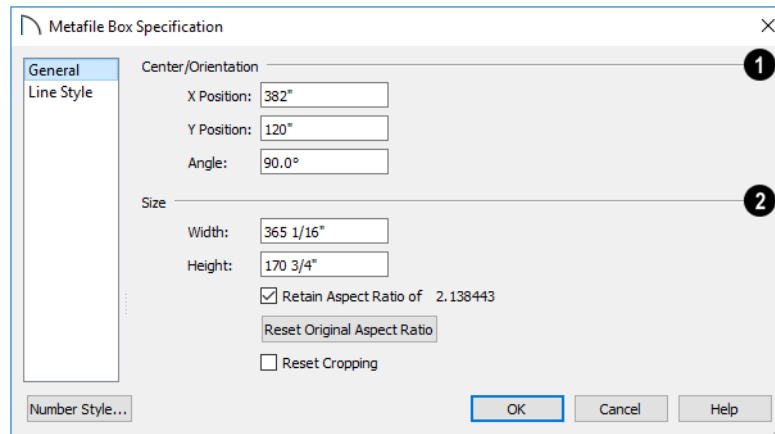 Metafile Box Specification
General
Line Style
Center/Orientation
1
X Position: 382"
Y Position: 120"
Angle: 90.0°
Size
2
Width: 365 1/16"
Height: 170 3/4"
Retain Aspect Ratio of 2.138443
Reset Original Aspect Ratio
Reset Cropping
Number Style... OK Cancel Help